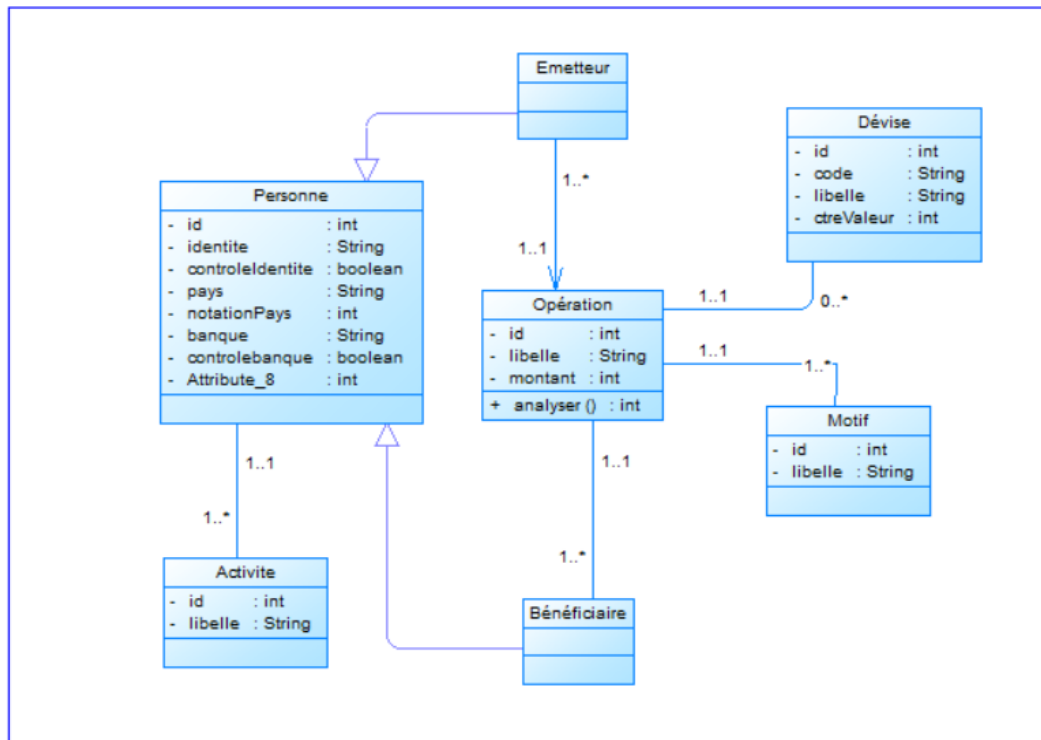 Emetteur
1..*
1..1
Dévise
- id : int
- code : String
- libelle : String
- ctreValeur : int
Personne
- id : int
- identite : String
- controleIdentite : boolean
- pays : String
- notationPays : int
- banque : String
- controlebanque : boolean
- Attribute_8 : int
Opération
- id : int
- libelle : String
- montant : int
+ analyser () : int
1..1
0..*
1..1
1..*
Motif
- id : int
- libelle : String
1..1
1..*
Activite
- id : int
- libelle : String
1..1
1..*
Bénéficiaire